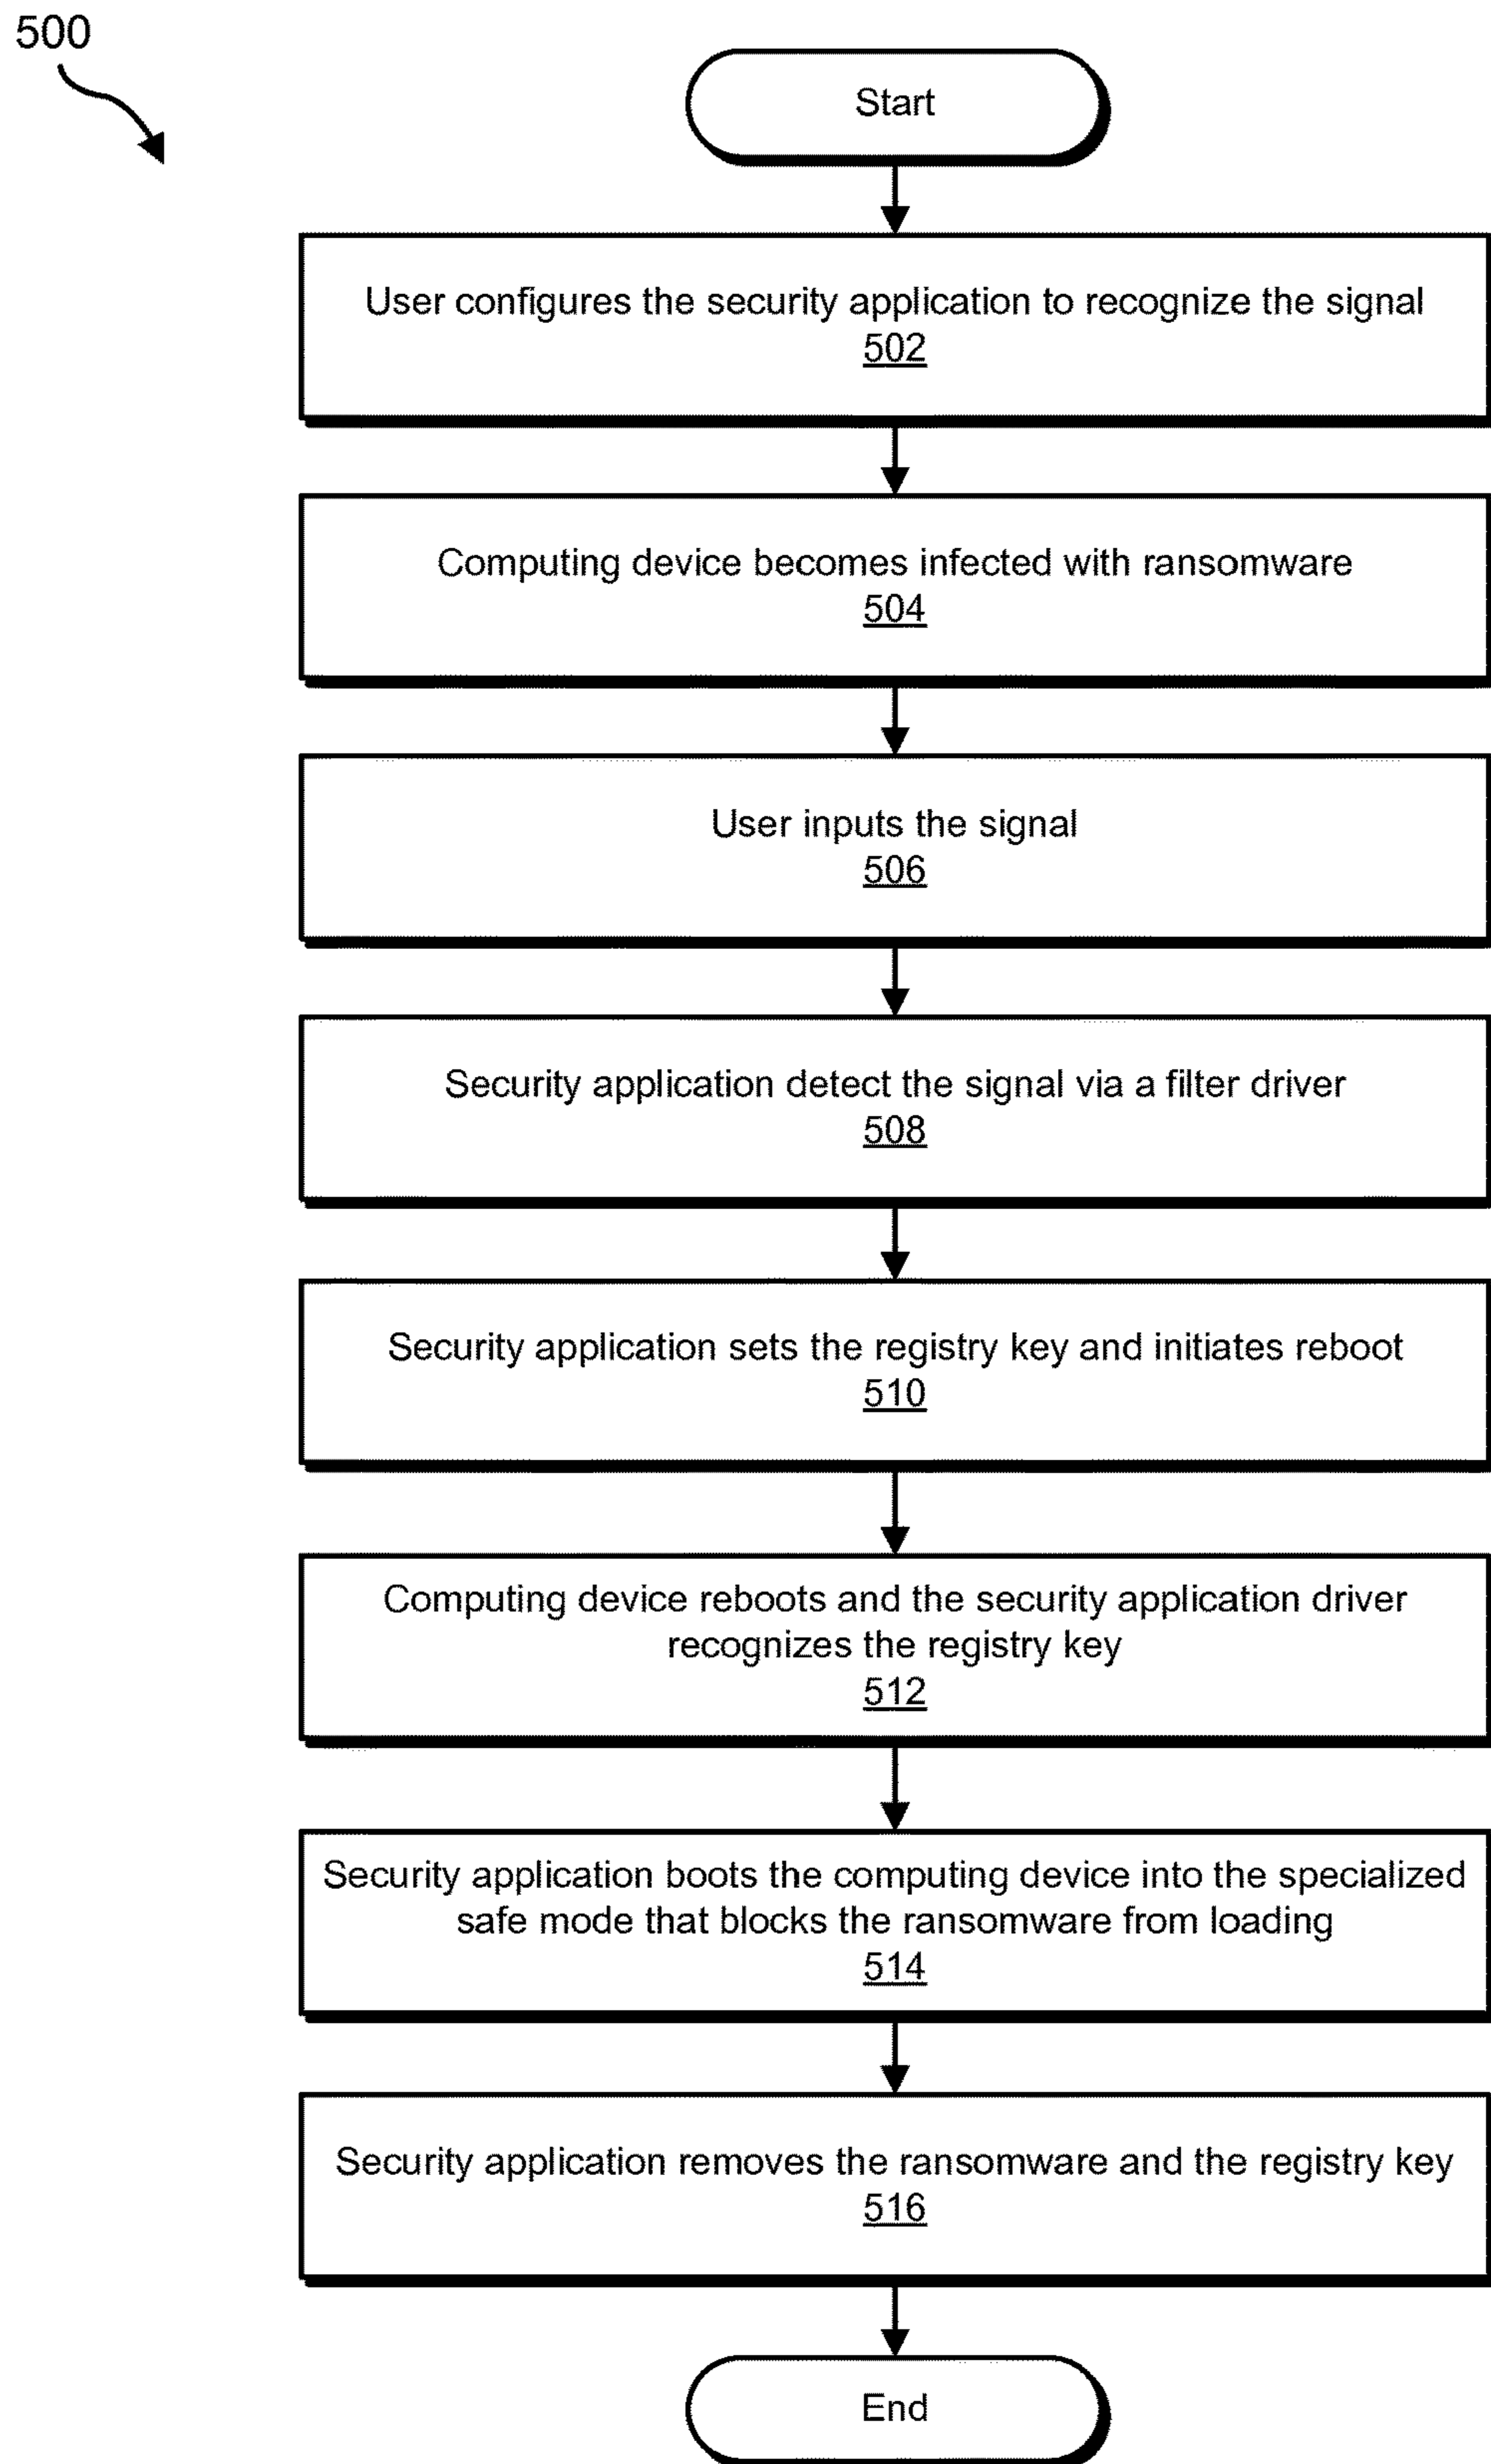 500
Start
User configures the security application to recognize the signal
502
Computing device becomes infected with ransomware
504
User inputs the signal
506
Security application detect the signal via a filter driver
508
Security application sets the registry key and initiates reboot
510
Computing device reboots and the security application driver
recognizes the registry key
512
Security application boots the computing device into the specialized
safe mode that blocks the ransomware from loading
514
Security application removes the ransomware and the registry key
516
End